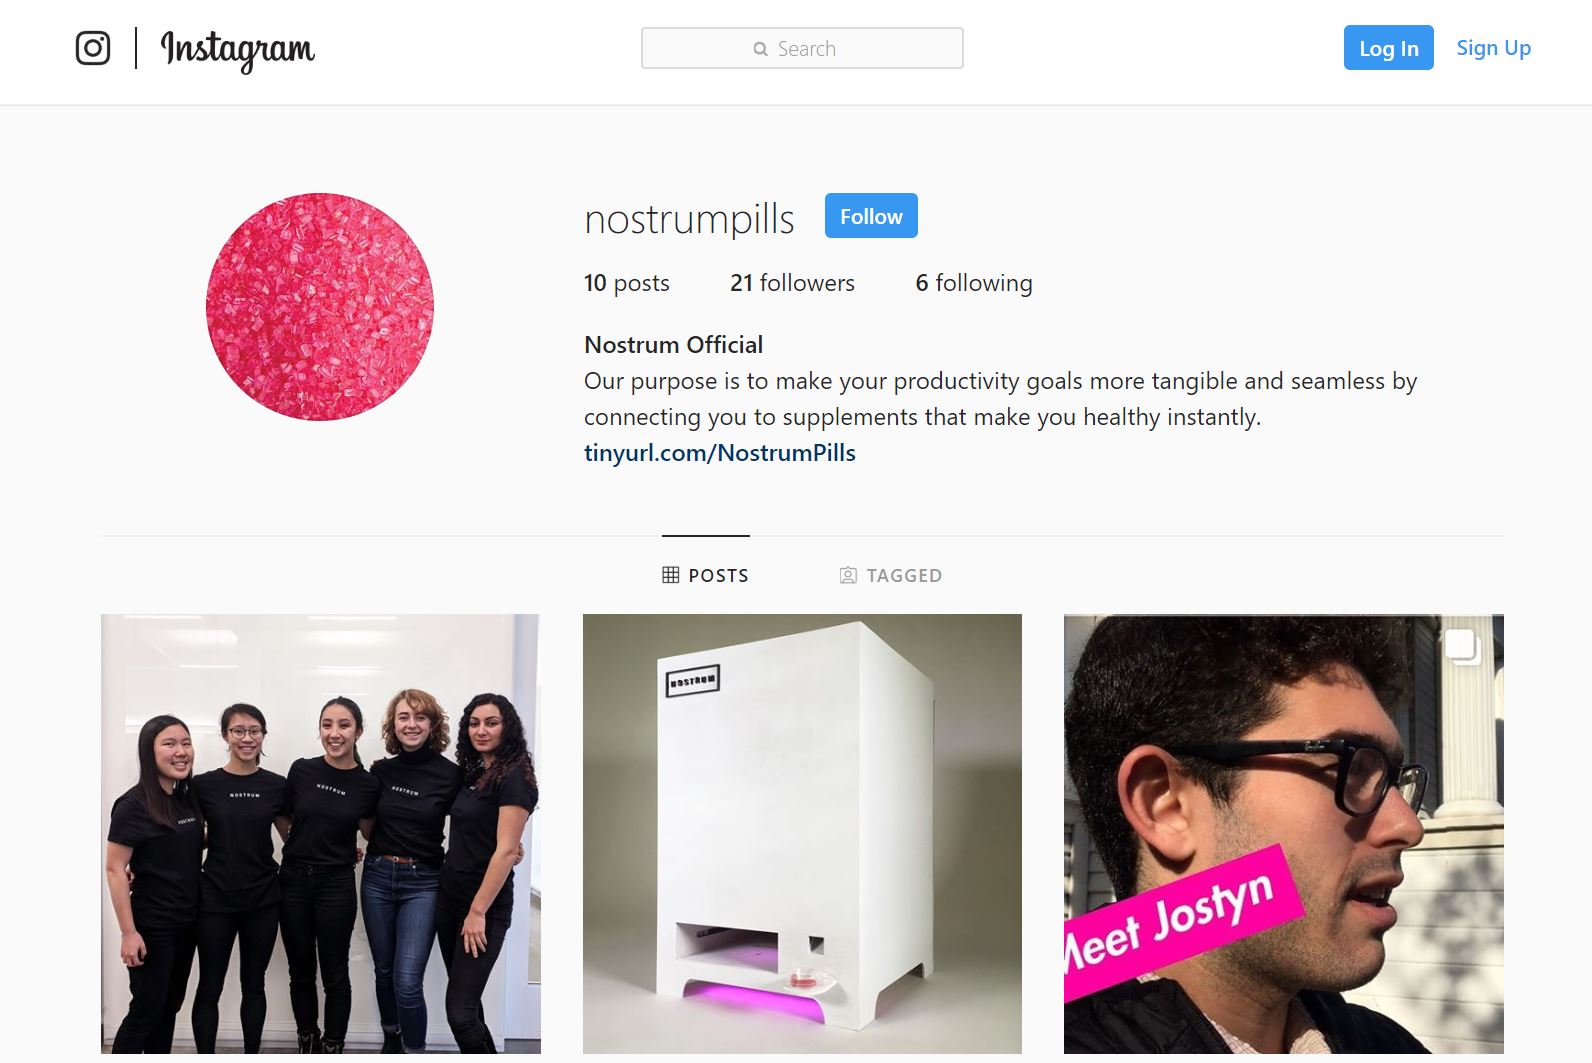 Instagram
Search
Log In
Sign Up
nostrumpills
Follow
10 posts
21 followers
6 following
Nostrum Official
Our purpose is to make your productivity goals more tangible and seamless by
connecting you to supplements that make you healthy instantly.
tinyurl.com/NostrumPills
POSTS
TAGGED
NOSTRUM
NOSTRUM
NOSTRUM
NOSTRUM
NOSTRUM
Meet Jostyn